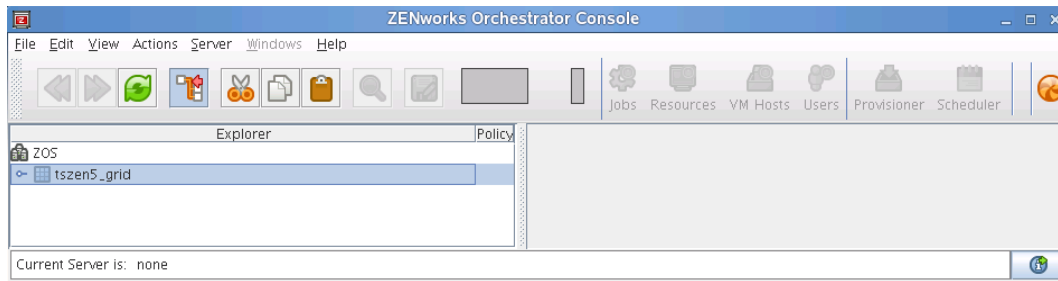 ZENworks Orchestrator Console
File Edit View Actions Server Windows Help
Jobs Resources VM Hosts Users Provisioner Scheduler
Explorer Policy
ZOS
tszen5_grid
Current Server is: none